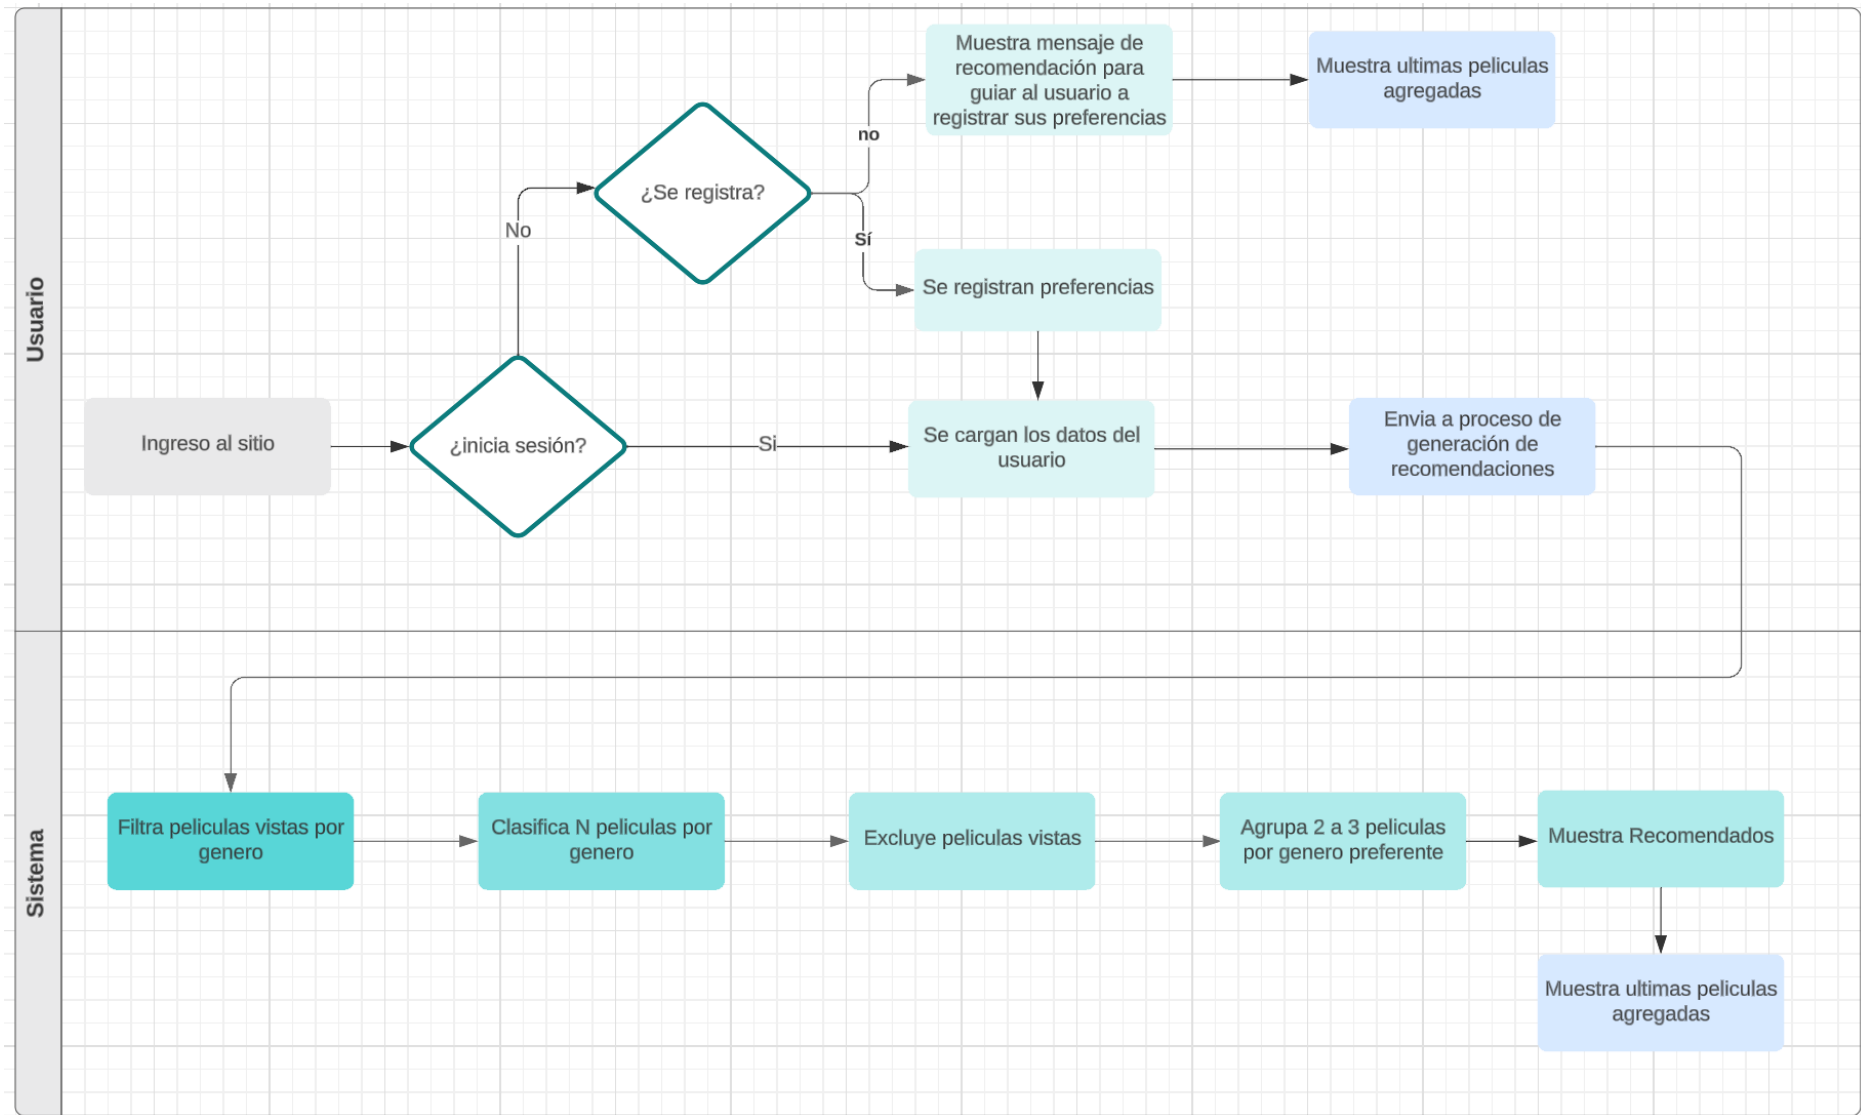 Usuario
Muestra mensaje de
recomendación para
guiar al usuario a
registrar sus preferencias
Muestra ultimas peliculas
agregadas
no
¿Se registra?
No
Sí
Se registran preferencias
Ingreso al sitio
¿inicia sesión?
Si
Se cargan los datos del
usuario
Envia a proceso de
generación de
recomendaciones
Sistema
Filtra peliculas vistas por
genero
Clasifica N peliculas por
genero
Excluye peliculas vistas
Agrupa 2 a 3 peliculas
por genero preferente
Muestra Recomendados
Muestra ultimas peliculas
agregadas